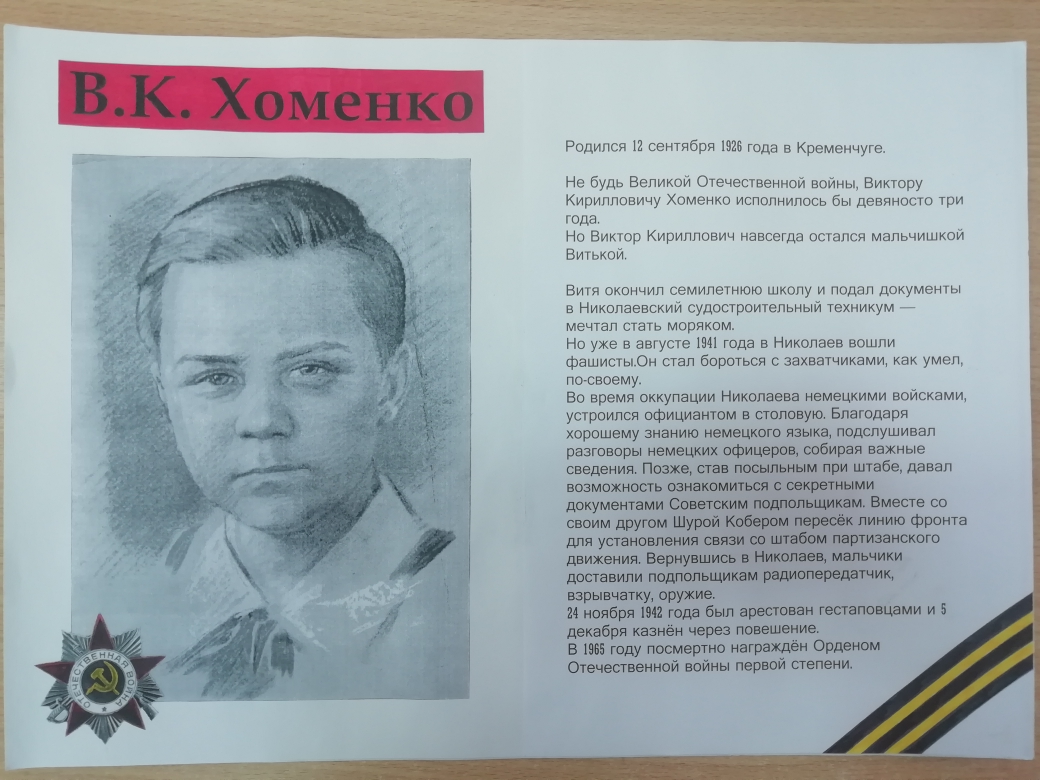 В.К. Хоменко
Родился 12 сентября 1926 года в Кременчуге.
Не будь Великой Отечественной войны, Виктору
Кирилловичу Хоменко исполнилось бы девяносто три
года.
Но Виктор Кириллович навсегда остался мальчишкой
Витькой.
Витя окончил семилетнюю школу и подал документы
в Николаевский судостроительный техникум —
мечтал стать моряком.
Но уже в августе 1941 года в Николаев вошли
фашисты.Он стал бороться с захватчиками, как умел,
по-своему.
Во время оккупации Николаева немецкими войсками,
устроился официантом в столовую. Благодаря
хорошему знанию немецкого языка, подслушивал
разговоры немецких офицеров, собирая важные
сведения. Позже, став посыльным при штабе, давал
возможность ознакомиться с секретными
документами Советским подпольщикам. Вместе со
своим другом Шурой Кобером пересёк линию фронта
для установления связи со штабом партизанского
движения. Вернувшись в Николаев, мальчики
доставили подпольщикам радиопередатчик,
взрывчатку, оружие.
24 ноября 1942 года был арестован гестаповцами и 5
декабря казнён через повешение.
В 1965 году посмертно награждён Орденом
Отечественной войны первой степени.
ОТЕЧЕСТВЕННАЯ ВОЙНА